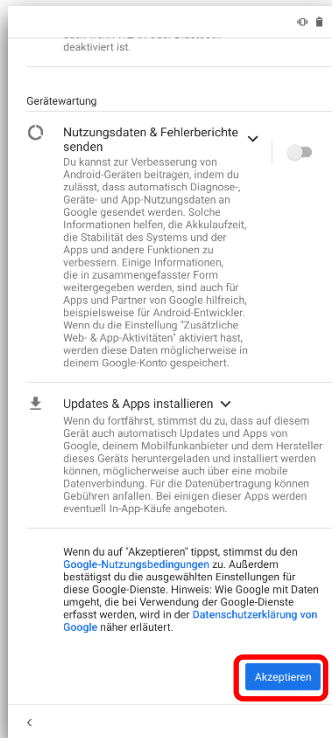 deaktiviert ist.
Gerätewartung
Nutzungsdaten & Fehlerberichte
senden
Du kannst zur Verbesserung von
Android-Geräten beitragen, indem du
zulässt, dass automatisch Diagnose-,
Geräte- und App-Nutzungsdaten an
Google gesendet werden. Solche
Informationen helfen, die Akkulaufzeit,
die Stabilität des Systems und der
Apps und andere Funktionen zu
verbessern. Einige Informationen,
die in zusammengefasster Form
weitergegeben werden, sind auch für
Apps und Partner von Google hilfreich,
beispielsweise für Android-Entwickler.
Wenn du die Einstellung "Zusätzliche
Web- & App-Aktivitäten" aktiviert hast,
werden diese Daten möglicherweise in
deinem Google-Konto gespeichert.
Updates & Apps installieren
Wenn du fortfährst, stimmst du zu, dass auf diesem
Gerät auch automatisch Updates und Apps von
Google, deinem Mobilfunkanbieter und dem Hersteller
dieses Geräts heruntergeladen und installiert werden
können, möglicherweise auch über eine mobile
Datenverbindung. Für die Datenübertragung können
Gebühren anfallen. Bei einigen dieser Apps werden
eventuell In-App-Käufe angeboten.
Wenn du auf "Akzeptieren" tippst, stimmst du den
Google-Nutzungsbedingungen zu. Außerdem
bestätigst du die ausgewählten Einstellungen für
diese Google-Dienste. Hinweis: Wie Google mit Daten
umgeht, die bei Verwendung der Google-Dienste
erfasst werden, wird in der Datenschutzerklärung von
Google näher erläutert.
Akzeptieren